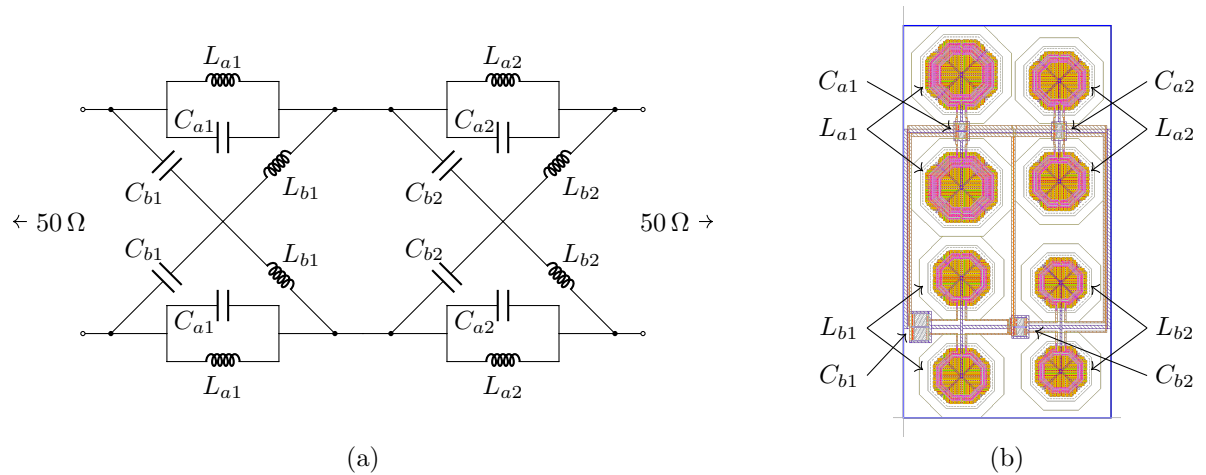 L_{a1}
L_{a2}
C_{a1}
C_{a2}
C_{b1}
L_{b1}
C_{b2}
L_{b2}
← 50 Ω
50 Ω →
C_{b1}
L_{b1}
C_{b2}
L_{b2}
C_{a1}
C_{a2}
L_{a1}
L_{a2}
(a)
C_{a1}
C_{a2}
L_{a1}
L_{a2}
L_{b1}
L_{b2}
C_{b1}
C_{b2}
(b)